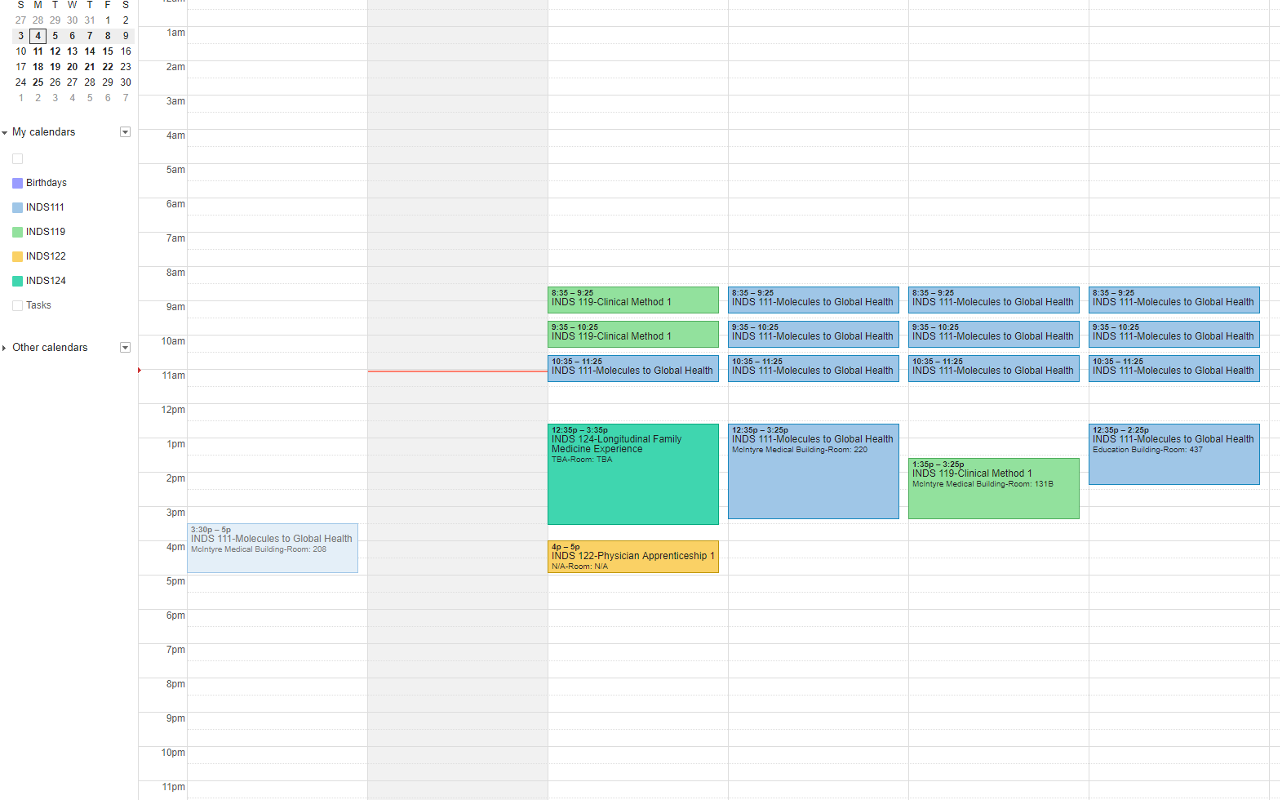 S M T W T F S
27 28 29 30 31 1 2
3 4 5 6 7 8 9
10 11 12 13 14 15 16
17 18 19 20 21 22 23
24 25 26 27 28 29 30
1 2 3 4 5 6 7
My calendars
Birthdays
INDS111
INDS119
INDS122
INDS124
Tasks
Other calendars
1am
2am
3am
4am
5am
6am
7am
8am
9am
10am
11am
12pm
1pm
2pm
3pm
4pm
5pm
6pm
7pm
8pm
9pm
10pm
11pm
3:30p – 5p
INDS 111-Molecules to Global Health
McIntyre Medical Building-Room: 208
8:35 – 9:25
INDS 119-Clinical Method 1
9:35 – 10:25
INDS 119-Clinical Method 1
10:35 – 11:25
INDS 111-Molecules to Global Health
12:35p – 3:35p
INDS 124-Longitudinal Family
Medicine Experience
TBA-Room: TBA
4p – 5p
INDS 122-Physician Apprenticeship 1
N/A-Room: N/A
8:35 – 9:25
INDS 111-Molecules to Global Health
9:35 – 10:25
INDS 111-Molecules to Global Health
10:35 – 11:25
INDS 111-Molecules to Global Health
12:35p – 3:25p
INDS 111-Molecules to Global Health
McIntyre Medical Building-Room: 220
8:35 – 9:25
INDS 111-Molecules to Global Health
9:35 – 10:25
INDS 111-Molecules to Global Health
10:35 – 11:25
INDS 111-Molecules to Global Health
1:35p – 3:25p
INDS 119-Clinical Method 1
McIntyre Medical Building-Room: 131B
8:35 – 9:25
INDS 111-Molecules to Global Health
9:35 – 10:25
INDS 111-Molecules to Global Health
10:35 – 11:25
INDS 111-Molecules to Global Health
12:35p – 2:25p
INDS 111-Molecules to Global Health
Education Building-Room: 437